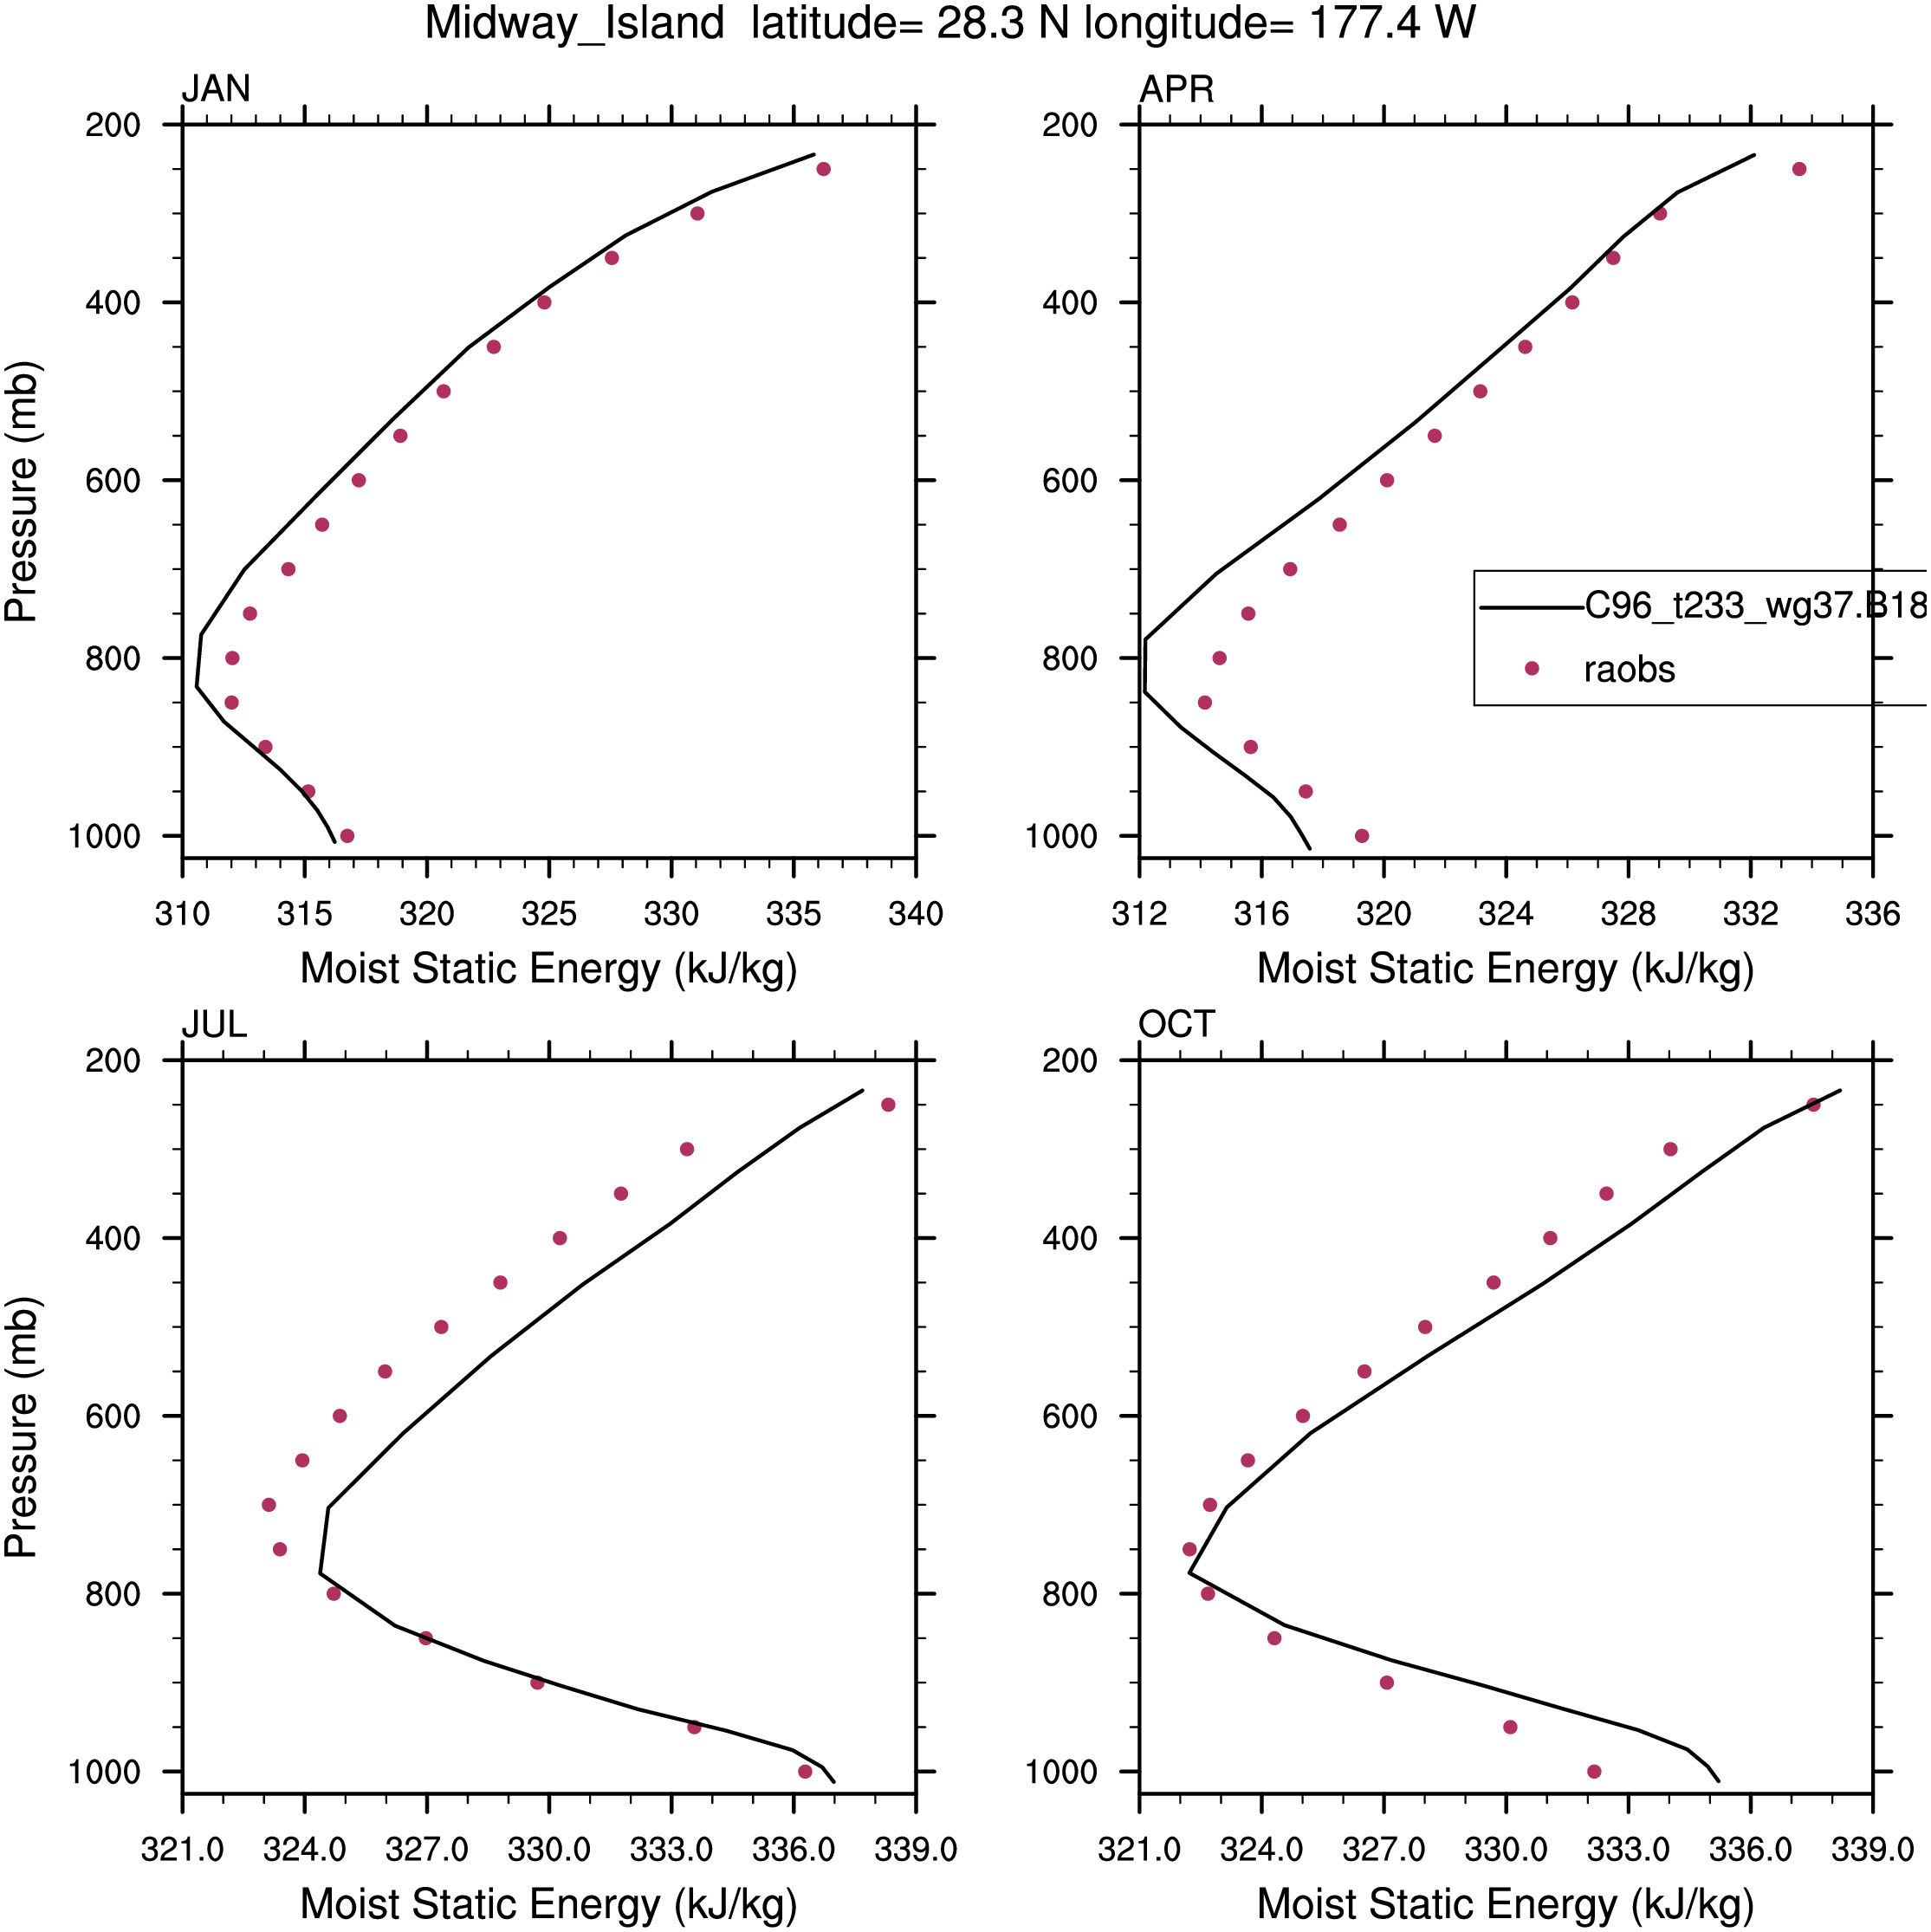 Midway_Island  latitude= 28.3 N longitude= 177.4 W
JAN
200
400
600
800
1000
Pressure (mb)
310 315 320 325 330 335 340
Moist Static Energy (kJ/kg)
APR
200
400
600
800
1000
C96_t233_wg37.B18
raobs
312 316 320 324 328 332 336
Moist Static Energy (kJ/kg)
JUL
200
400
600
800
1000
Pressure (mb)
321.0 324.0 327.0 330.0 333.0 336.0 339.0
Moist Static Energy (kJ/kg)
OCT
200
400
600
800
1000
321.0 324.0 327.0 330.0 333.0 336.0 339.0
Moist Static Energy (kJ/kg)